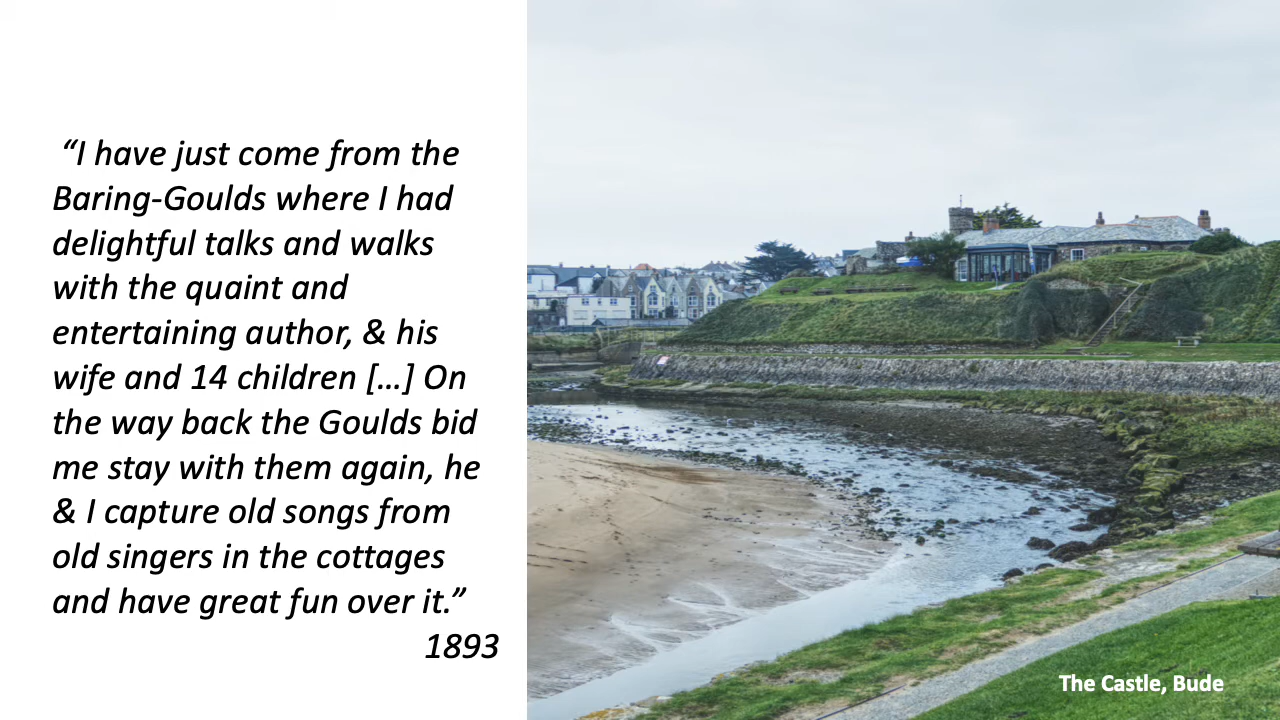 “I have just come from the
Baring-Goulds where I had
delightful talks and walks
with the quaint and
entertaining author, & his
wife and 14 children […] On
the way back the Goulds bid
me stay with them again, he
& I capture old songs from
old singers in the cottages
and have great fun over it.”
1893
The Castle, Bude